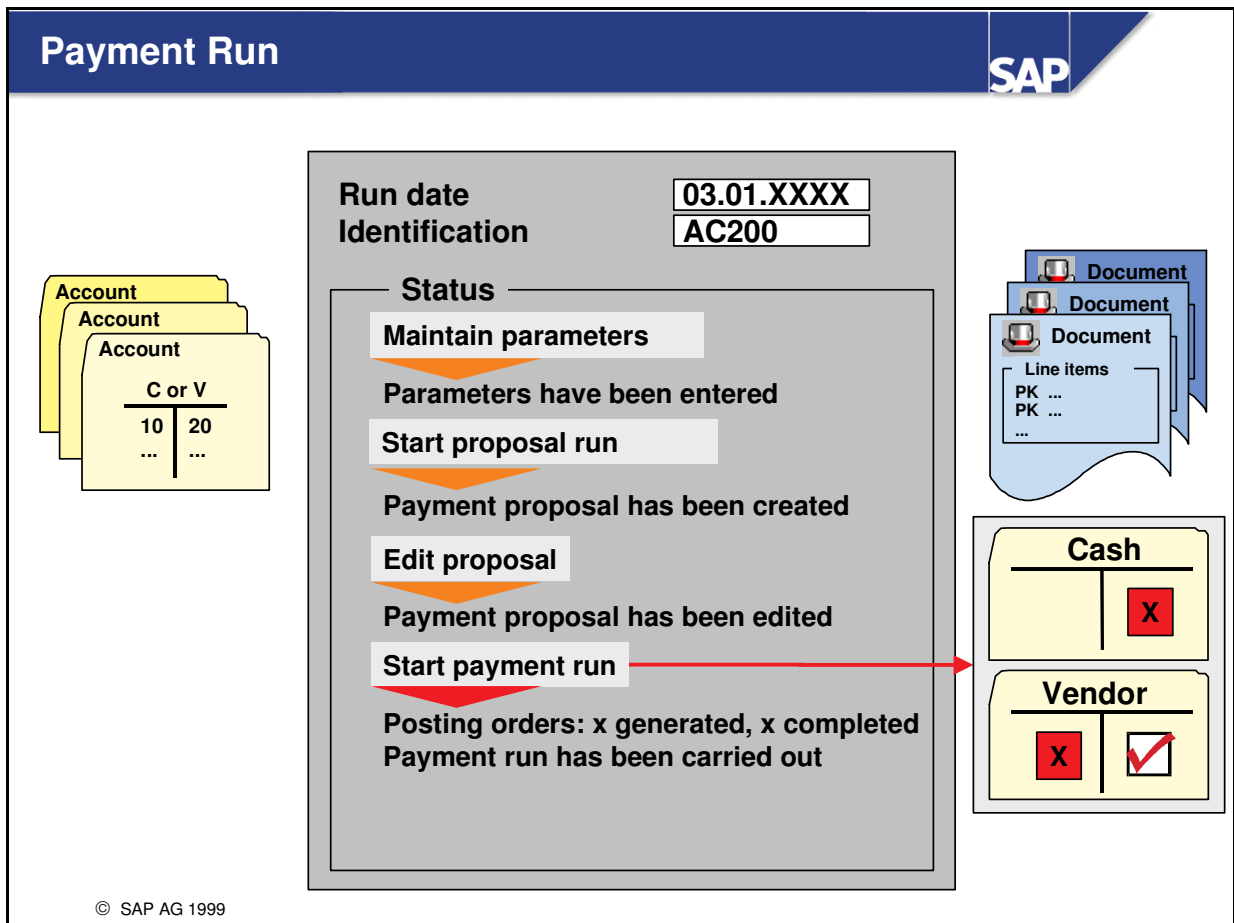 Payment Run
SAP
Run date 03.01.XXXX
Identification AC200
Status
Maintain parameters
Parameters have been entered
Start proposal run
Payment proposal has been created
Edit proposal
Payment proposal has been edited
Start payment run
Posting orders: x generated, x completed
Payment run has been carried out
Account
Account
Account
C or V
10 20
... ...
Document
Document
Document
Line items
PK ...
PK ...
...
Cash
X
Vendor
X
© SAP AG 1999